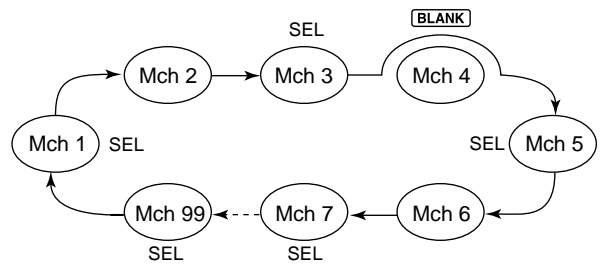 BLANK
SEL
Mch 2
Mch 3
Mch 4
Mch 1
SEL
SEL
Mch 5
Mch 99
Mch 7
Mch 6
SEL
SEL